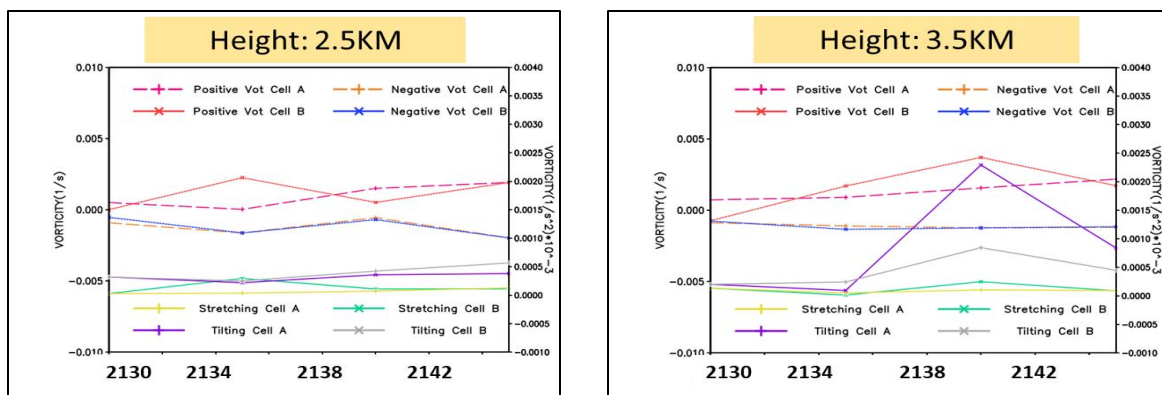 Height: 2.5KM
0.010
0.005
0.000
−0.005
−0.010
VORTICITY(1/s)
Positive Vot Cell A
Negative Vot Cell A
Positive Vot Cell B
Negative Vot Cell B
Stretching Cell A
Stretching Cell B
Tilting Cell A
Tilting Cell B
0.0040
0.0035
0.0030
0.0025
0.0020
0.0015
0.0010
0.0005
0.0000
−0.0005
−0.0010
VORTICITY(1/s^2)*10^-3
2130 2134 2138 2142
Height: 3.5KM
0.010
0.005
0.000
−0.005
−0.010
VORTICITY(1/s)
Positive Vot Cell A
Negative Vot Cell A
Positive Vot Cell B
Negative Vot Cell B
Stretching Cell A
Stretching Cell B
Tilting Cell A
Tilting Cell B
0.0040
0.0035
0.0030
0.0025
0.0020
0.0015
0.0010
0.0005
0.0000
−0.0005
−0.0010
VORTICITY(1/s^2)*10^-3
2130 2134 2138 2142